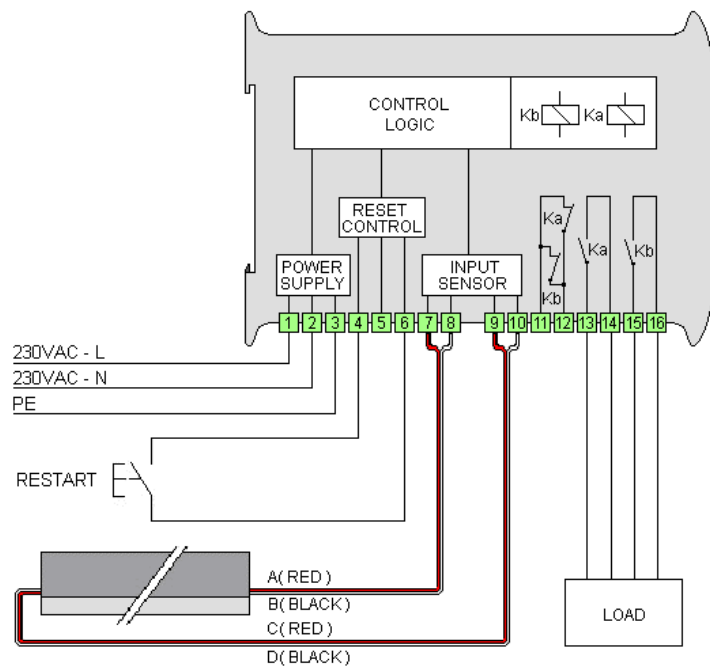 CONTROL
LOGIC
Kb
Ka
RESET
CONTROL
POWER
SUPPLY
INPUT
SENSOR
Ka
Kb
Ka
Kb
1 2 3 4 5 6 7 8 9 10 11 12 13 14 15 16
230VAC - L
230VAC - N
PE
RESTART
A( RED )
B( BLACK )
C( RED )
D( BLACK )
LOAD